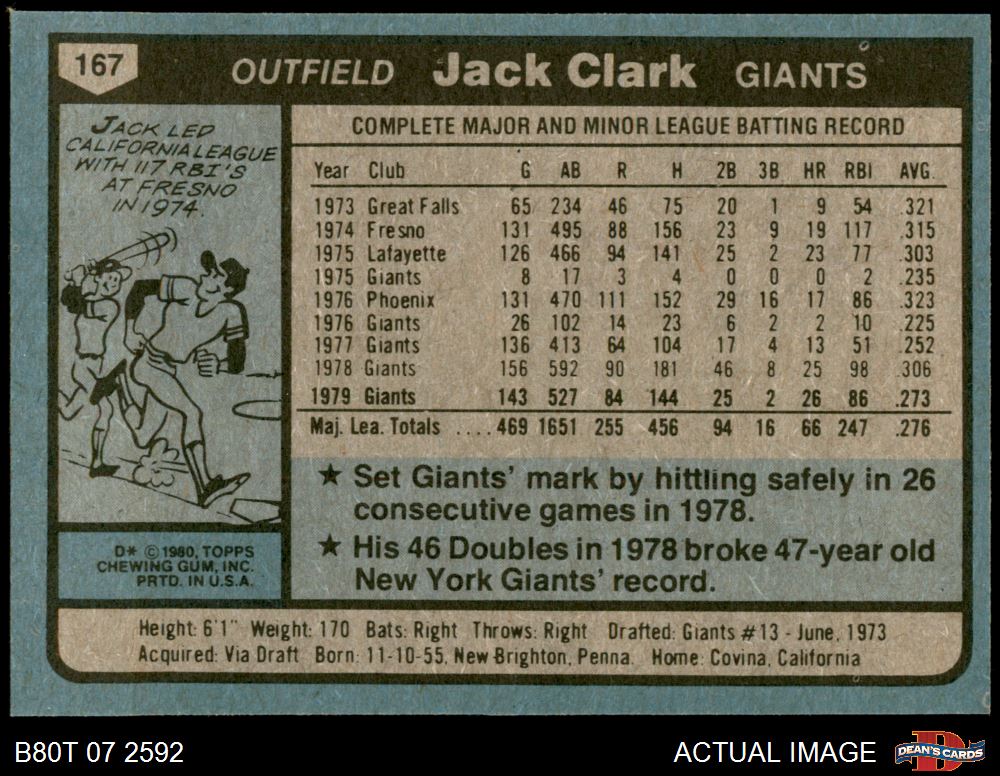 167
OUTFIELD Jack Clark GIANTS
JACK LED
CALIFORNIA LEAGUE
WITH 117 RBI'S
AT FRESNO
IN 1974.
COMPLETE MAJOR AND MINOR LEAGUE BATTING RECORD
Year Club G AB R H 2B 3B HR RBI AVG.
1973 Great Falls 65 234 46 75 20 1 9 54 .321
1974 Fresno 131 495 88 156 23 9 19 117 .315
1975 Lafayette 126 466 94 141 25 2 23 77 .303
1975 Giants 8 17 3 4 0 0 0 2 .235
1976 Phoenix 131 470 111 152 29 16 17 86 .323
1976 Giants 26 102 14 23 6 2 2 10 .225
1977 Giants 136 413 64 104 17 4 13 51 .252
1978 Giants 156 592 90 181 46 8 25 98 .306
1979 Giants 143 527 84 144 25 2 26 86 .273
Maj. Lea. Totals ....469 1651 255 456 94 16 66 247 .276
★ Set Giants' mark by hittling safely in 26
consecutive games in 1978.
★ His 46 Doubles in 1978 broke 47-year old
New York Giants' record.
D* © 1980, TOPPS
CHEWING GUM, INC.
PRTD. IN U.S.A.
Height: 6'1" Weight: 170 Bats: Right Throws: Right Drafted: Giants #13 - June, 1973
Acquired: Via Draft Born: 11-10-55, New Brighton, Penna. Home: Covina, California
B80T 07 2592
ACTUAL IMAGE
DEAN'S CARDS